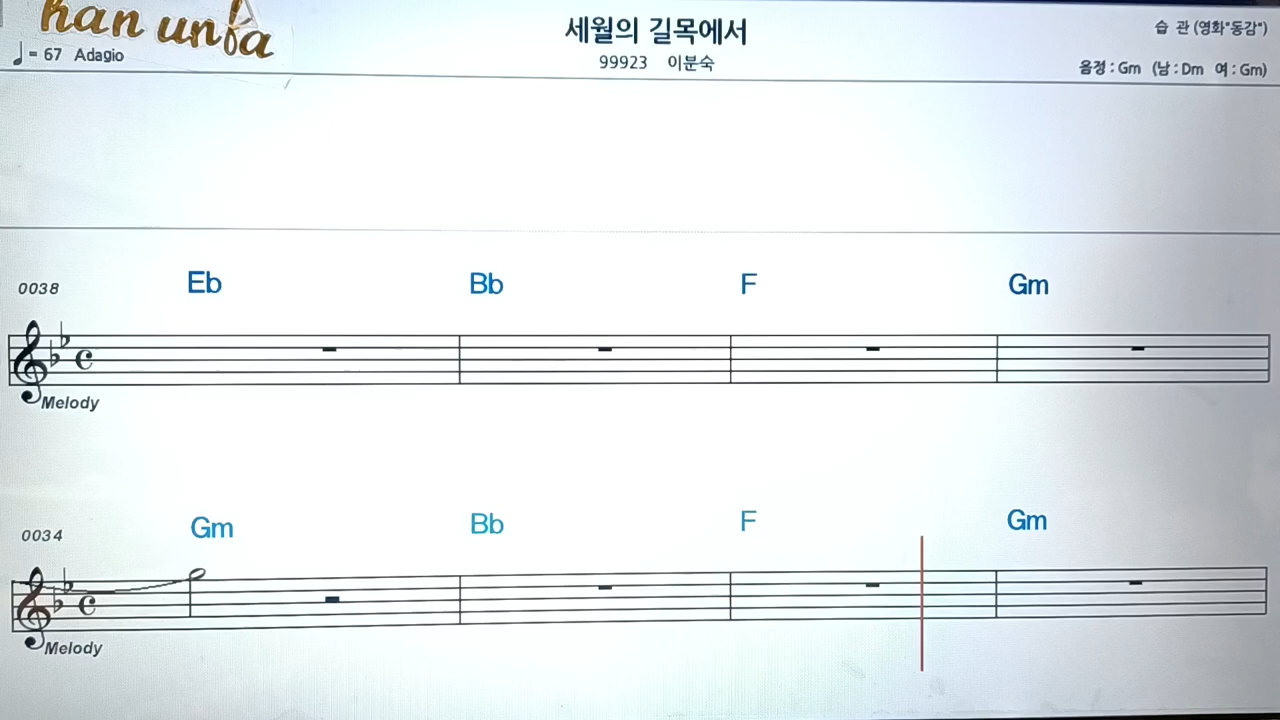 han unfa
♩ = 67 Adagio
세월의 길목에서
99923 이분숙
습 관 (영화"동감")
음정 : Gm (남 : Dm 여 : Gm)
0038 Eb Bb F Gm
Melody
0034 Gm Bb F Gm
Melody